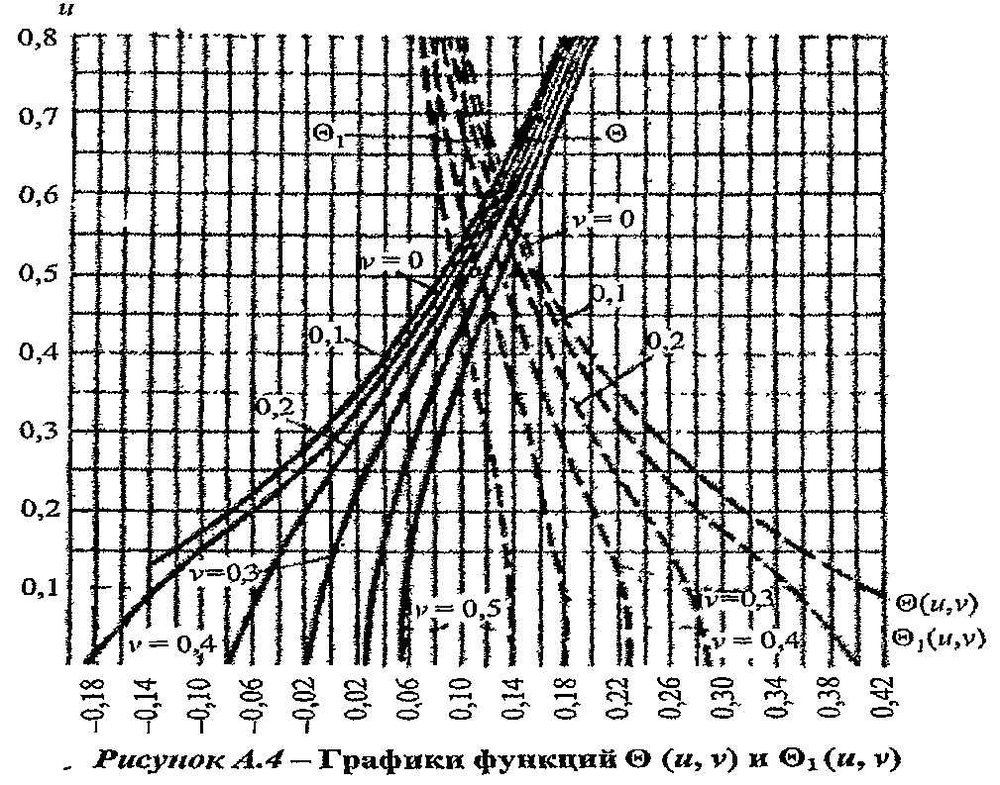 u
0,8
0,7
0,6
0,5
0,4
0,3
0,2
0,1
Θ₁
Θ
ν = 0
ν = 0
0,1
0,1
0,2
0,2
ν=0,3
ν = 0,4
ν = 0,5
ν=0,3
ν = 0,4
Θ(u,ν)
Θ₁(u,ν)
–0,18 –0,14 –0,10 –0,06 –0,02 0,02 0,06 0,10 0,14 0,18 0,22 0,26 0,30 0,34 0,38 0,42
Рисунок А.4 – Графики функций Θ (u, ν) и Θ₁ (u, ν)